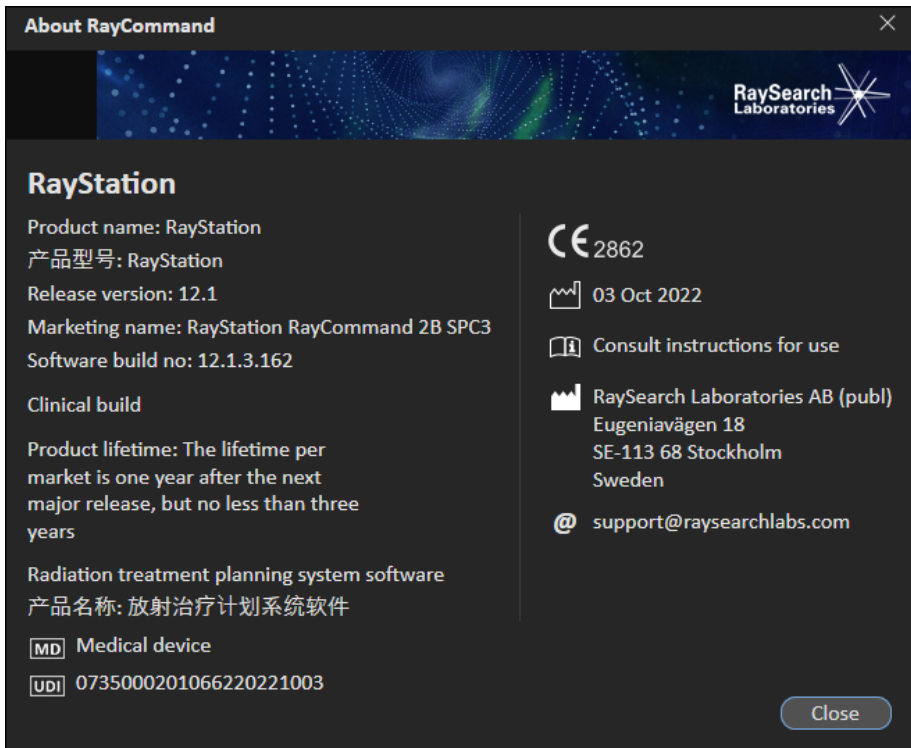 About RayCommand
RaySearch
Laboratories
RayStation
Product name: RayStation
产品型号: RayStation
Release version: 12.1
Marketing name: RayStation RayCommand 2B SPC3
Software build no: 12.1.3.162
Clinical build
Product lifetime: The lifetime per
market is one year after the next
major release, but no less than three
years
Radiation treatment planning system software
产品名称: 放射治疗计划系统软件
MD Medical device
UDI 0735000201066220221003
CE 2862
03 Oct 2022
Consult instructions for use
RaySearch Laboratories AB (publ)
Eugeniavägen 18
SE-113 68 Stockholm
Sweden
@ support@raysearchlabs.com
Close